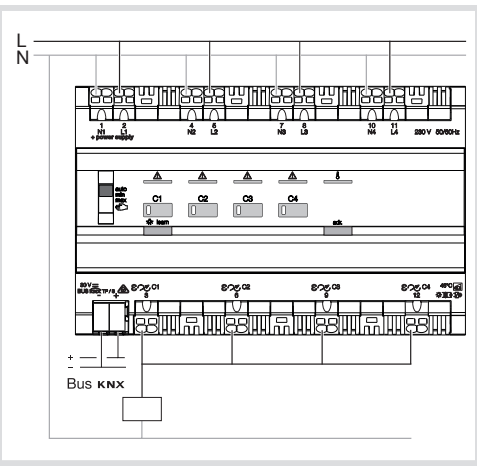 L
N
1 2 4 5 7 8 10 11
N1 L1 N2 L2 N3 L3 N4 L4 230 V 50/60Hz
+ power supply
auto
min
max
C1 C2 C3 C4
learn adr.
30V
BUS KNX TP / S C1 C2 C3 C4 45°C
- + 3 6 9 12
+
-
Bus KNX